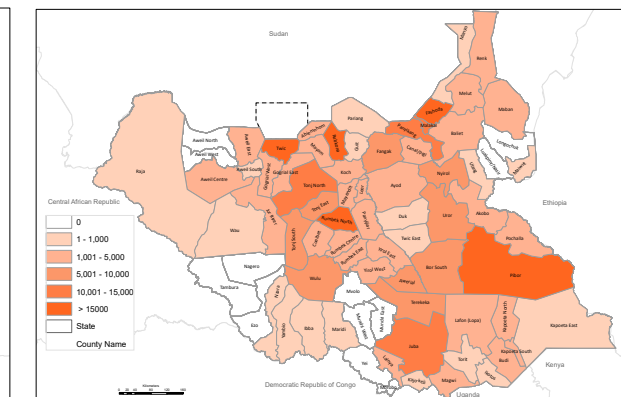 Sudan
Manyo
Renk
Melut
Maban
Fashoda
Malakal
Baliet
Panyikang
Longochuk
Maiwut
Ulang
Nyirol
Canal/Pigi
Fangak
Pariang
Abiemnhom
Rubkona
Guit
Mayom
Koch
Twic
Aweil North
Aweil East
Aweil West
Aweil South
Aweil Centre
Gogrial West
Gogrial East
Raja
Wau
Jur River
Tonj North
Tonj East
Tonj South
Mayendit
Leer
Panyijiar
Ayod
Duk
Uror
Akobo
Pochalla
Pibor
Ethiopia
Central African Republic
0
1 - 1,000
1,001 - 5,000
5,001 - 10,000
10,001 - 15,000
> 15000
State
County Name
Rumbek North
Cueibet
Rumbek Centre
Rumbek East
Yirol East
Yirol West
Twic East
Bor South
Awerial
Wulu
Nagero
Tambura
Ezo
Nzara
Yambio
Ibba
Maridi
Mvolo
Mundri West
Mundri East
Terekeka
Lafon (Lopa)
Kapoeta North
Kapoeta East
Kapoeta South
Budi
Torit
Ikotos
Magwi
Juba
Lainya
Yei
Morobo
Kajo-keji
Kenya
Uganda
Democratic Republic of Congo
Kilometers